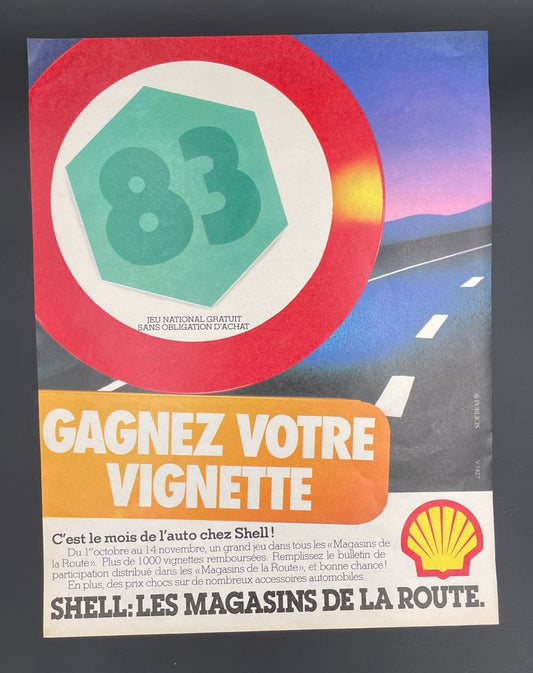 83
JEU NATIONAL GRATUIT
SANS OBLIGATION D'ACHAT
GAGNEZ VOTRE
VIGNETTE
C'est le mois de l'auto chez Shell!
Du 1er octobre au 14 novembre, un grand jeu dans tous les «Magasins de
la Route». Plus de 1000 vignettes remboursées. Remplissez le bulletin de
participation distribué dans les «Magasins de la Route», et bonne chance!
En plus, des prix chocs sur de nombreux accessoires automobiles.
SHELL: LES MAGASINS DE LA ROUTE.